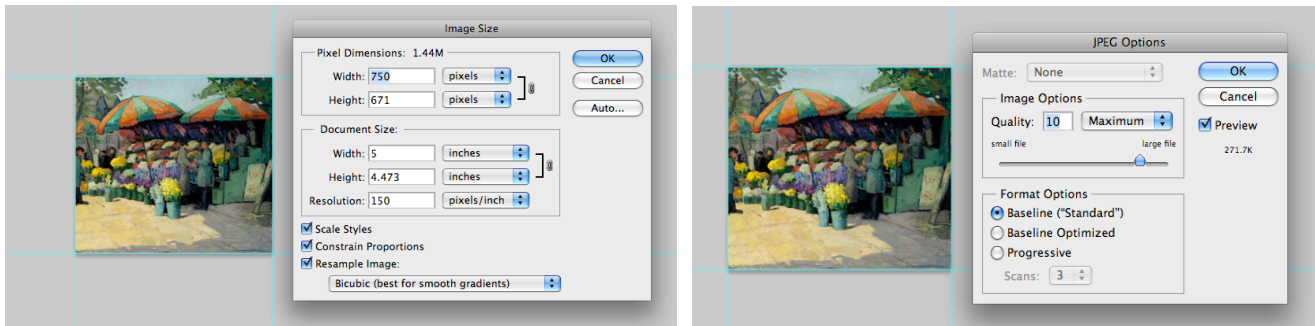 Image Size
Pixel Dimensions: 1.44M
Width: 750 pixels
Height: 671 pixels
Document Size:
Width: 5 inches
Height: 4.473 inches
Resolution: 150 pixels/inch
Scale Styles
Constrain Proportions
Resample Image:
Bicubic (best for smooth gradients)
OK
Cancel
Auto...
JPEG Options
Matte: None
Image Options
Quality: 10 Maximum
small file large file
Format Options
Baseline (“Standard”)
Baseline Optimized
Progressive
Scans: 3
OK
Cancel
Preview
271.7K